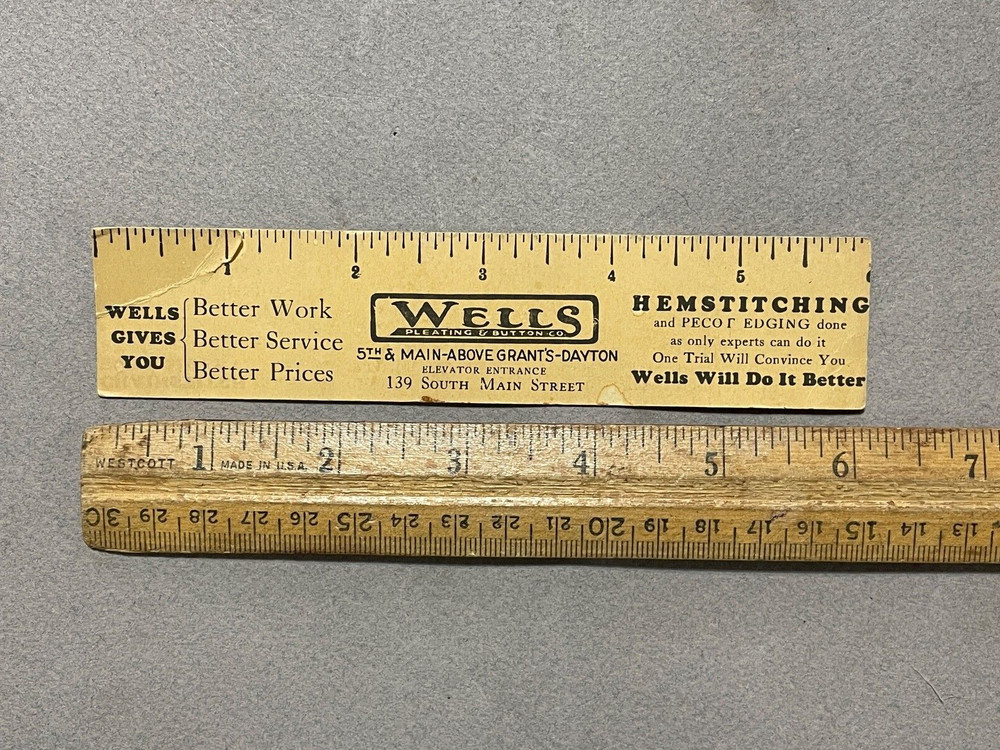 1 2 3 4 5
WELLS
GIVES
YOU
Better Work
Better Service
Better Prices
WELLS
PLEATING & BUTTON CO.
5TH & MAIN-ABOVE GRANT'S-DAYTON
ELEVATOR ENTRANCE
139 SOUTH MAIN STREET
HEMSTITCHING
and PECOT EDGING done
as only experts can do it
One Trial Will Convince You
Wells Will Do It Better
WESTCOTT 1 MADE IN U.S.A. 2 3 4 5 6 7
30 29 28 27 26 25 24 23 22 21 20 19 18 17 16 15 14 13